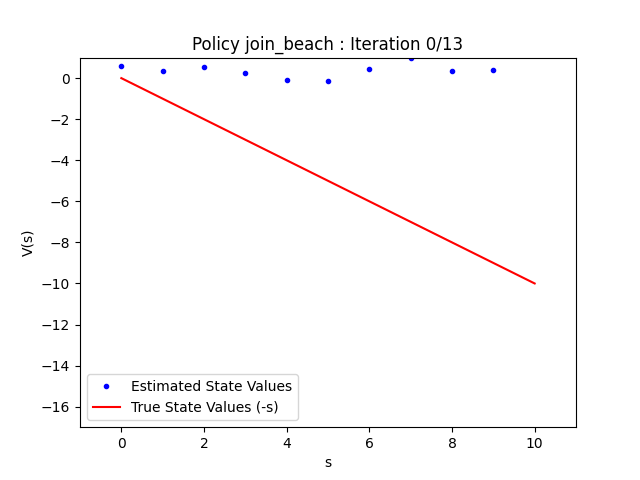 Policy join_beach : Iteration 0/13
0
−2
−4
−6
−8
−10
−12
−14
−16
V(s)
Estimated State Values
True State Values (-s)
0 2 4 6 8 10
s